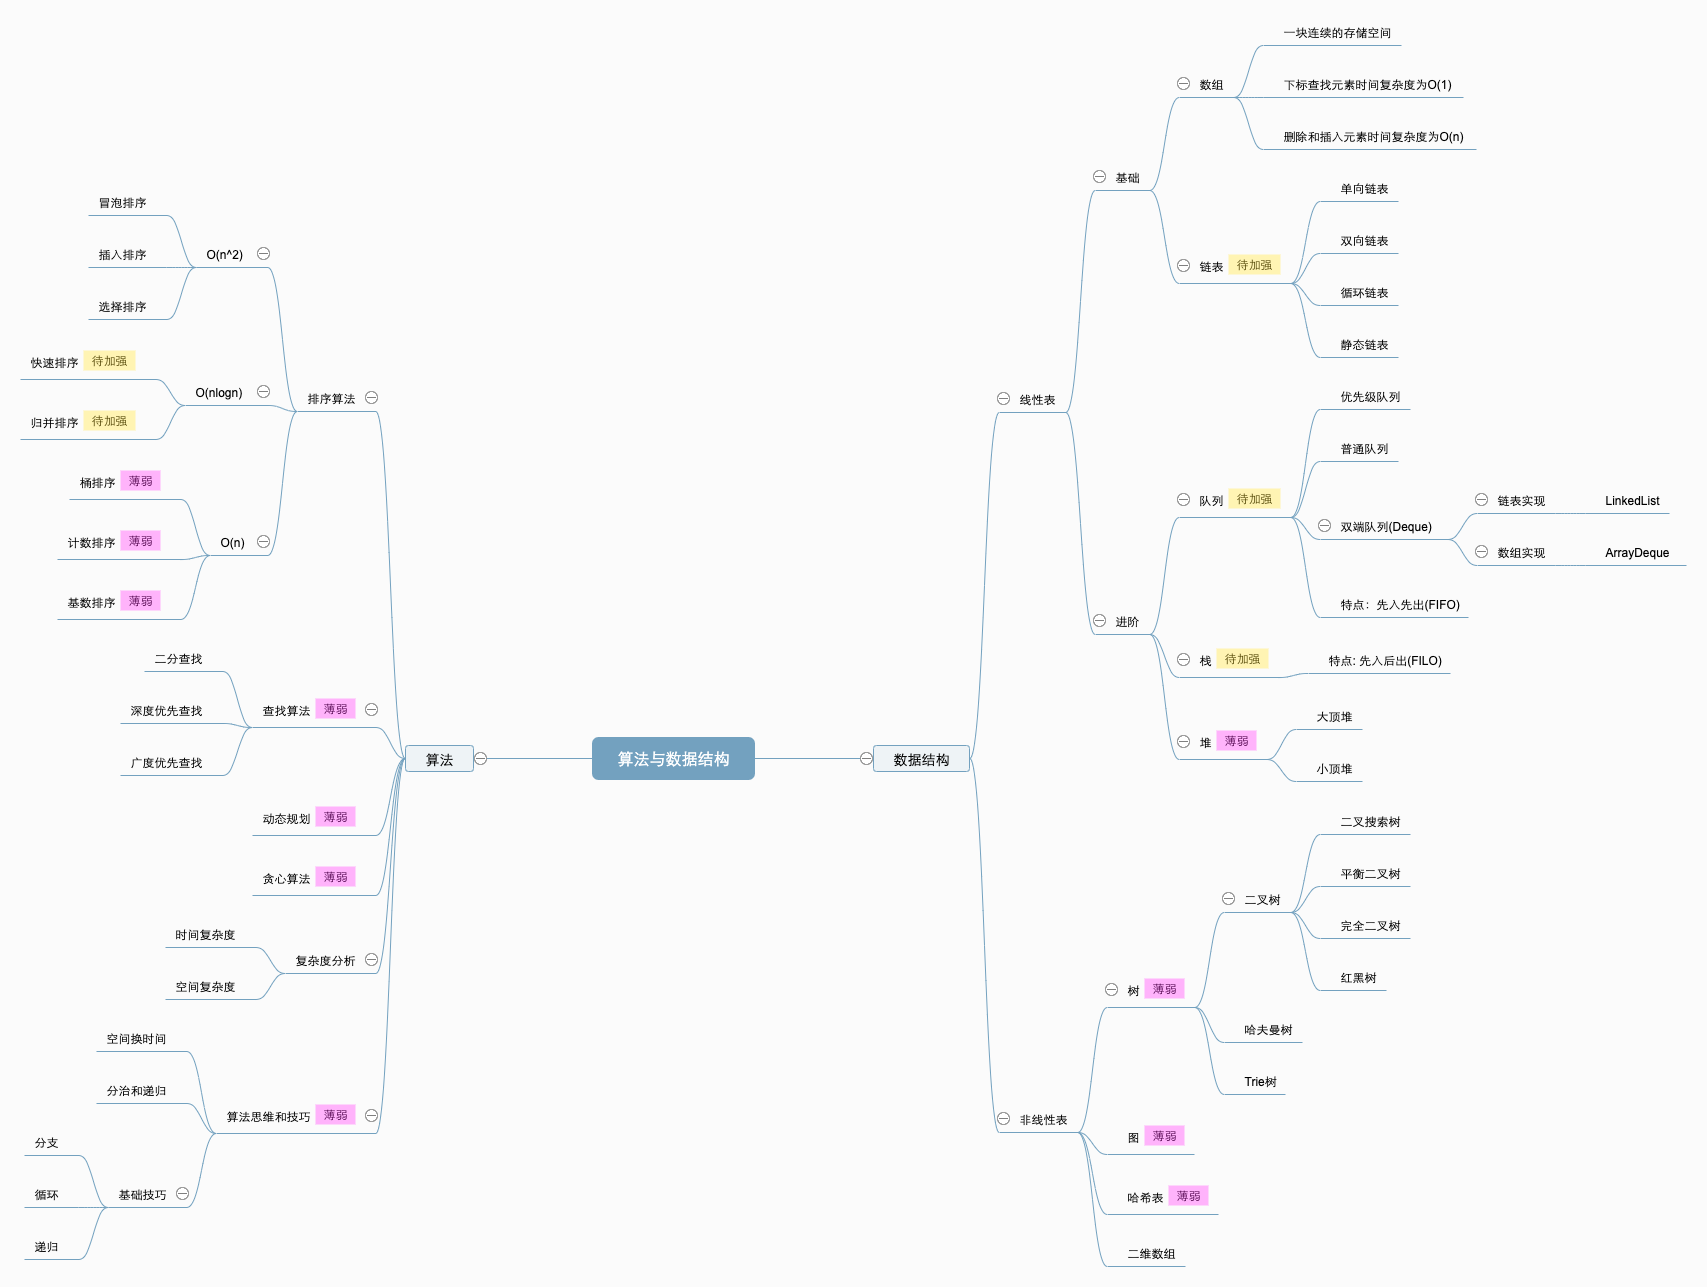 算法与数据结构
算法
排序算法
O(n^2)
冒泡排序
插入排序
选择排序
O(nlogn)
快速排序 待加强
归并排序 待加强
O(n)
桶排序 薄弱
计数排序 薄弱
基数排序 薄弱
查找算法 薄弱
二分查找
深度优先查找
广度优先查找
动态规划 薄弱
贪心算法 薄弱
复杂度分析
时间复杂度
空间复杂度
算法思维和技巧 薄弱
空间换时间
分治和递归
基础技巧
分支
循环
递归
数据结构
线性表
基础
数组
一块连续的存储空间
下标查找元素时间复杂度为O(1)
删除和插入元素时间复杂度为O(n)
链表 待加强
单向链表
双向链表
循环链表
静态链表
进阶
队列 待加强
优先级队列
普通队列
双端队列(Deque)
链表实现
LinkedList
数组实现
ArrayDeque
特点：先入先出(FIFO)
栈 待加强
特点: 先入后出(FILO)
堆 薄弱
大顶堆
小顶堆
非线性表
树 薄弱
二叉树
二叉搜索树
平衡二叉树
完全二叉树
红黑树
哈夫曼树
Trie树
图 薄弱
哈希表 薄弱
二维数组